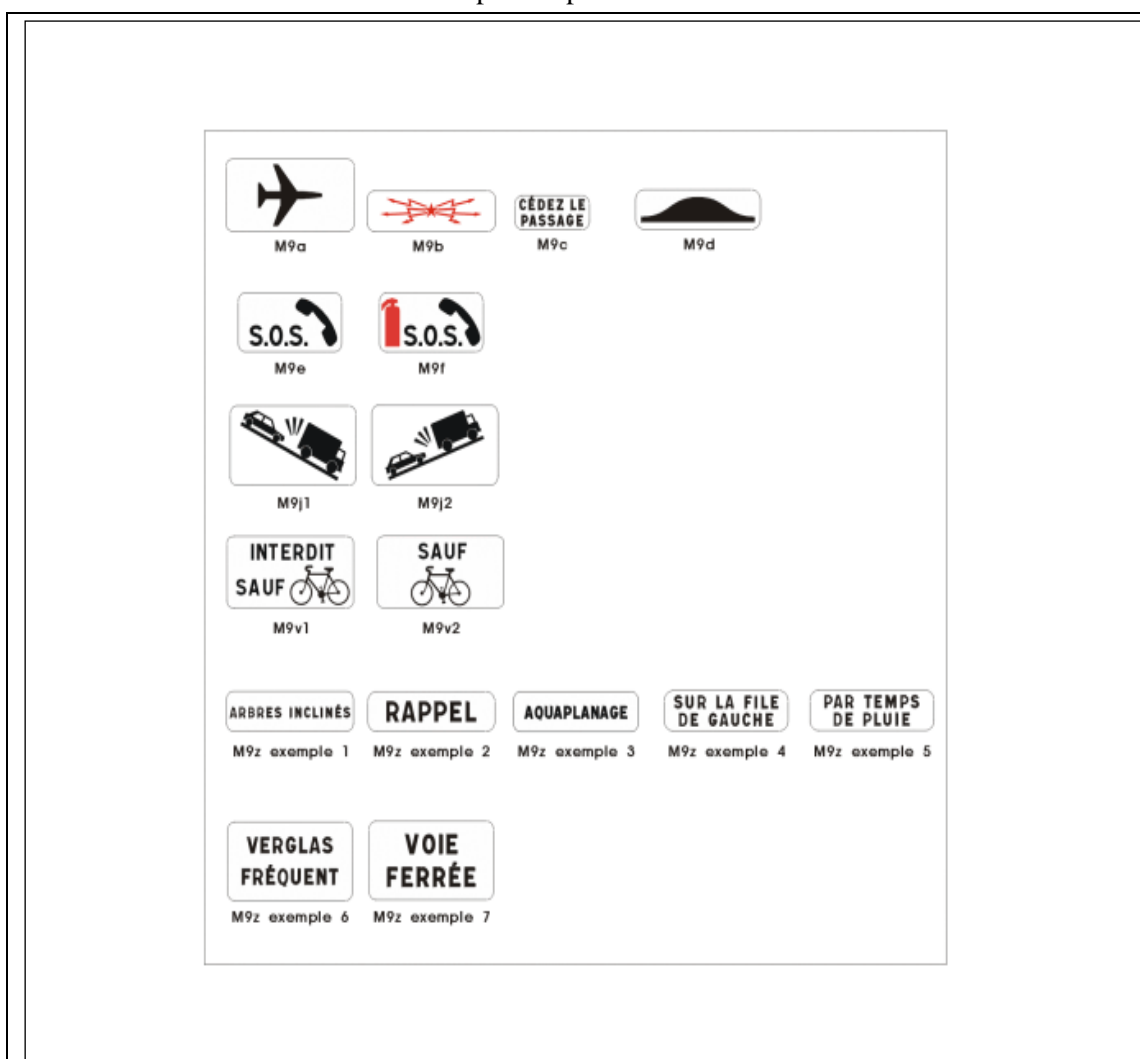 M9a
M9b
CÉDEZ LE
PASSAGE
M9c
M9d
S.O.S.
M9e
S.O.S.
M9f
M9j1
M9j2
INTERDIT
SAUF
M9v1
SAUF
M9v2
ARBRES INCLINÉS
M9z exemple 1
RAPPEL
M9z exemple 2
AQUAPLANAGE
M9z exemple 3
SUR LA FILE
DE GAUCHE
M9z exemple 4
PAR TEMPS
DE PLUIE
M9z exemple 5
VERGLAS
FRÉQUENT
M9z exemple 6
VOIE
FERRÉE
M9z exemple 7